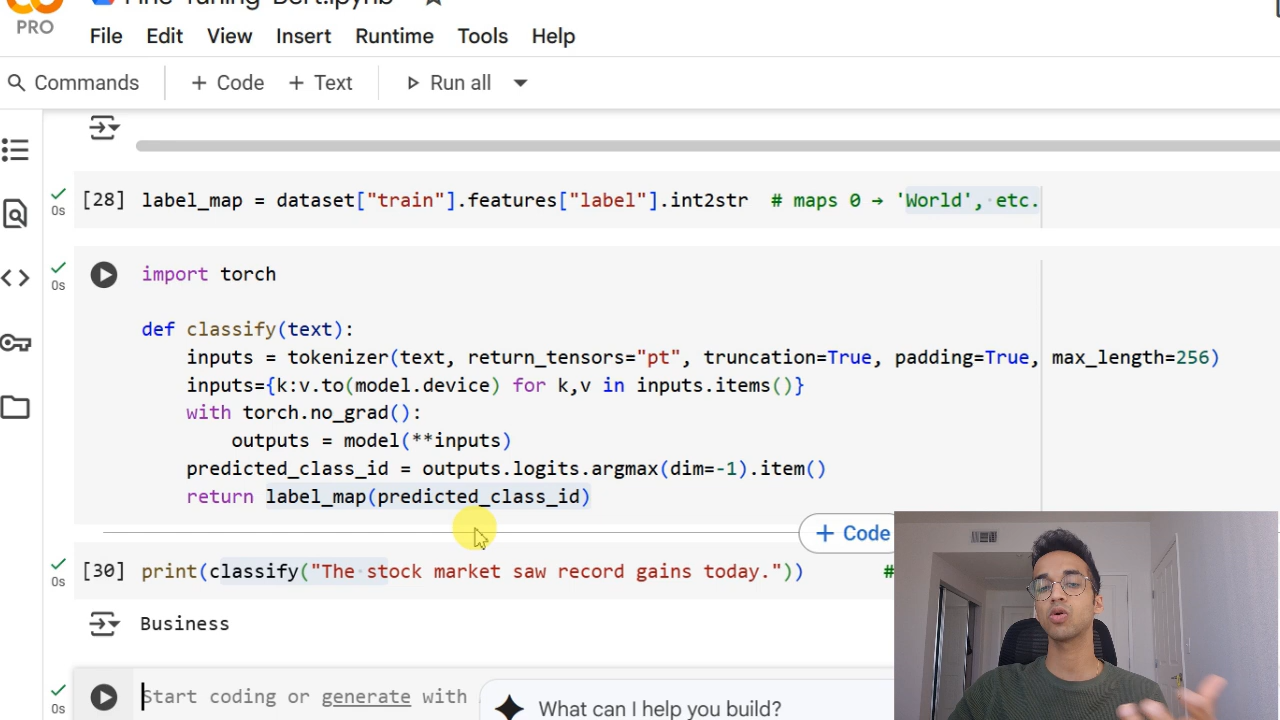 Fine-Tuning-Bert.ipynb
PRO
File Edit View Insert Runtime Tools Help
Commands + Code + Text Run all
0s [28] label_map = dataset["train"].features["label"].int2str # maps 0 → 'World', etc.
0s import torch
def classify(text):
inputs = tokenizer(text, return_tensors="pt", truncation=True, padding=True, max_length=256)
inputs={k:v.to(model.device) for k,v in inputs.items()}
with torch.no_grad():
outputs = model(**inputs)
predicted_class_id = outputs.logits.argmax(dim=-1).item()
return label_map(predicted_class_id)
+ Code
0s [30] print(classify("The stock market saw record gains today.")) #
Business
0s Start coding or generate with
What can I help you build?